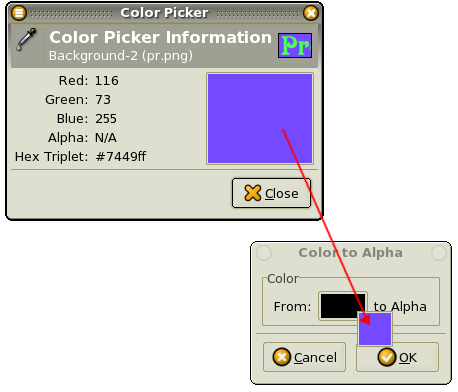 Color Picker
Color Picker Information
Background-2 (pr.png)
Pr
Red: 116
Green: 73
Blue: 255
Alpha: N/A
Hex Triplet: #7449ff
Close
Color to Alpha
Color
From: to Alpha
Cancel OK